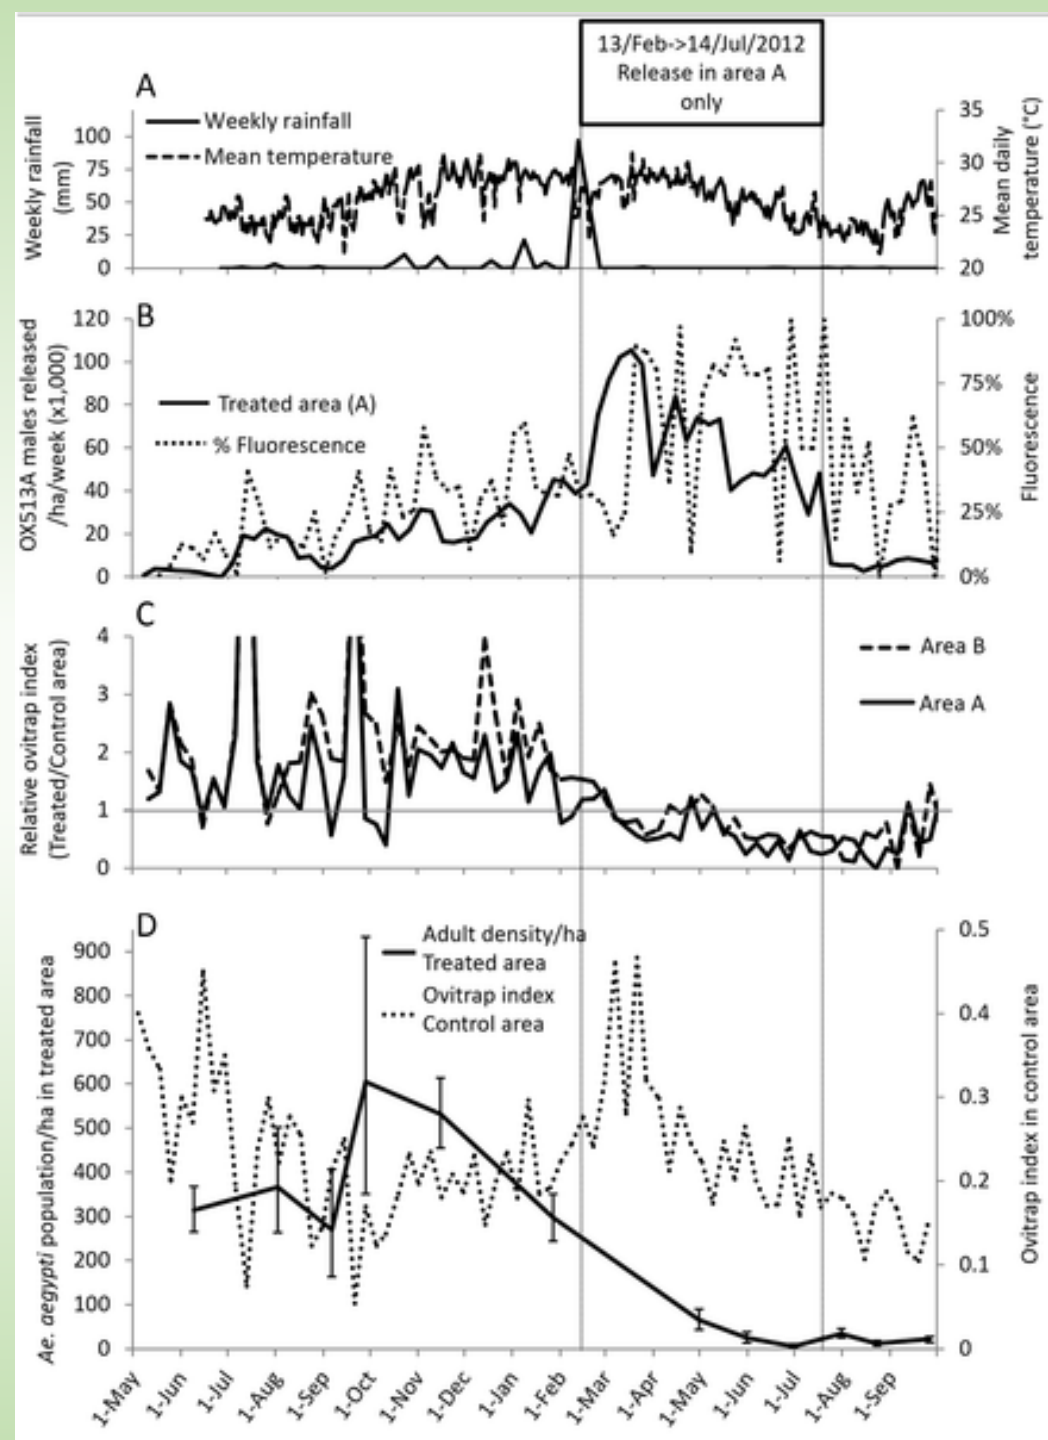 13/Feb->14/Jul/2012
Release in area A
only
A
Weekly rainfall
Mean temperature
Weekly rainfall
(mm)
100
75
50
25
0
35
30
25
20
Mean daily
temperature (°C)
B
OX513A males released
/ha/week (x1,000)
120
100
80
60
40
20
0
Treated area (A)
% Fluorescence
100%
75%
50%
25%
0%
Fluorescence
C
Relative ovitrap index
(Treated/Control area)
4
3
2
1
0
Area B
Area A
D
Ae. aegypti population/ha in treated area
900
800
700
600
500
400
300
200
100
0
Adult density/ha
Treated area
Ovitrap index
Control area
0.5
0.4
0.3
0.2
0.1
0
Ovitrap index in control area
1-May
1-Jun
1-Jul
1-Aug
1-Sep
1-Oct
1-Nov
1-Dec
1-Jan
1-Feb
1-Mar
1-Apr
1-May
1-Jun
1-Jul
1-Aug
1-Sep